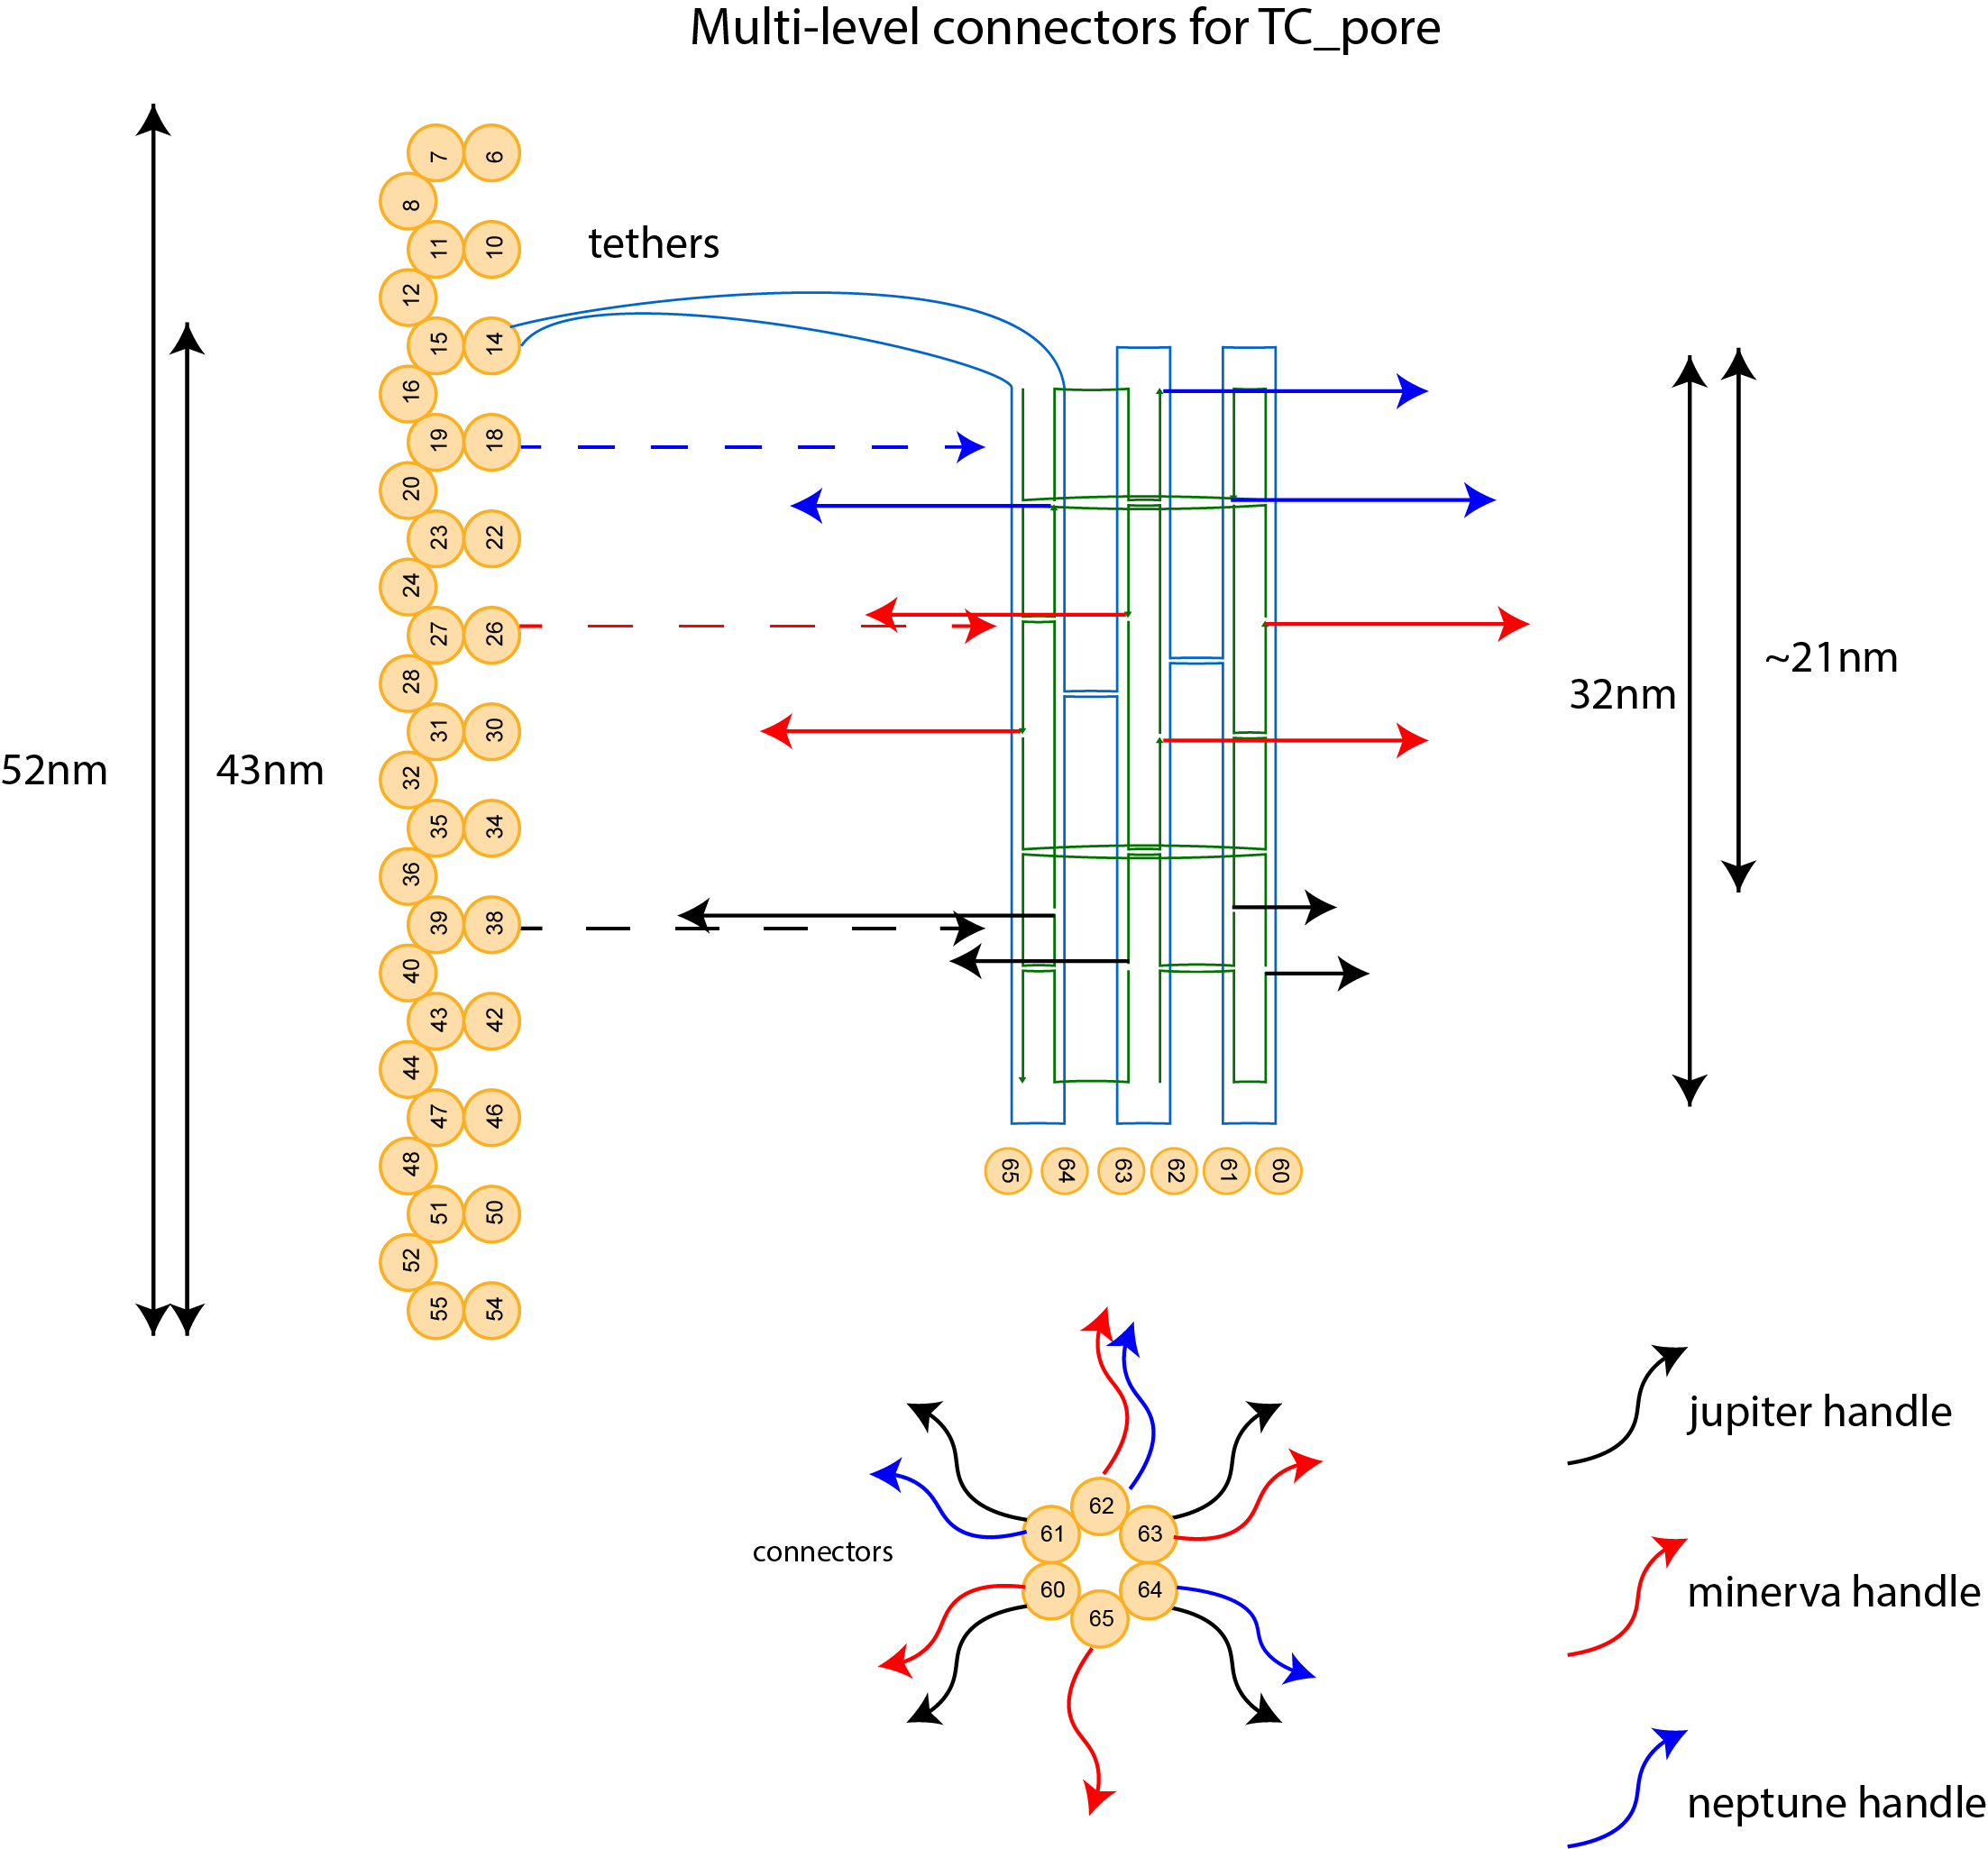 Multi-level connectors for TC_pore
7 6
8
11 10
tethers
12
15 14
16
19 18
20
23 22
24
27 26
~21nm
28
32nm
31 30
52nm
43nm
32
35 34
36
39 38
40
43 42
44
47 46
48
65 64 63 62 61 60
51 50
52
55 54
jupiter handle
62
61 63
connectors
60 64
minerva handle
65
neptune handle